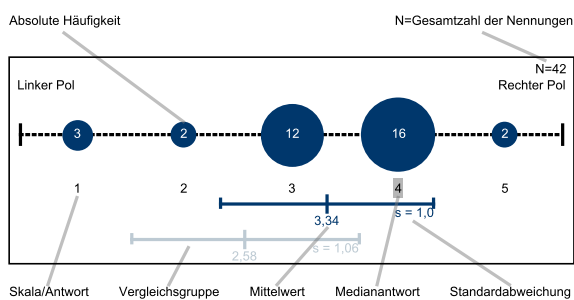 Absolute Häufigkeit
N=Gesamtzahl der Nennungen
N=42
Linker Pol
Rechter Pol
3 2 12 16 2
1 2 3 4 5
s = 1,0
3,34
s = 1,06
2,58
Skala/Antwort Vergleichsgruppe Mittelwert Medianantwort Standardabweichung